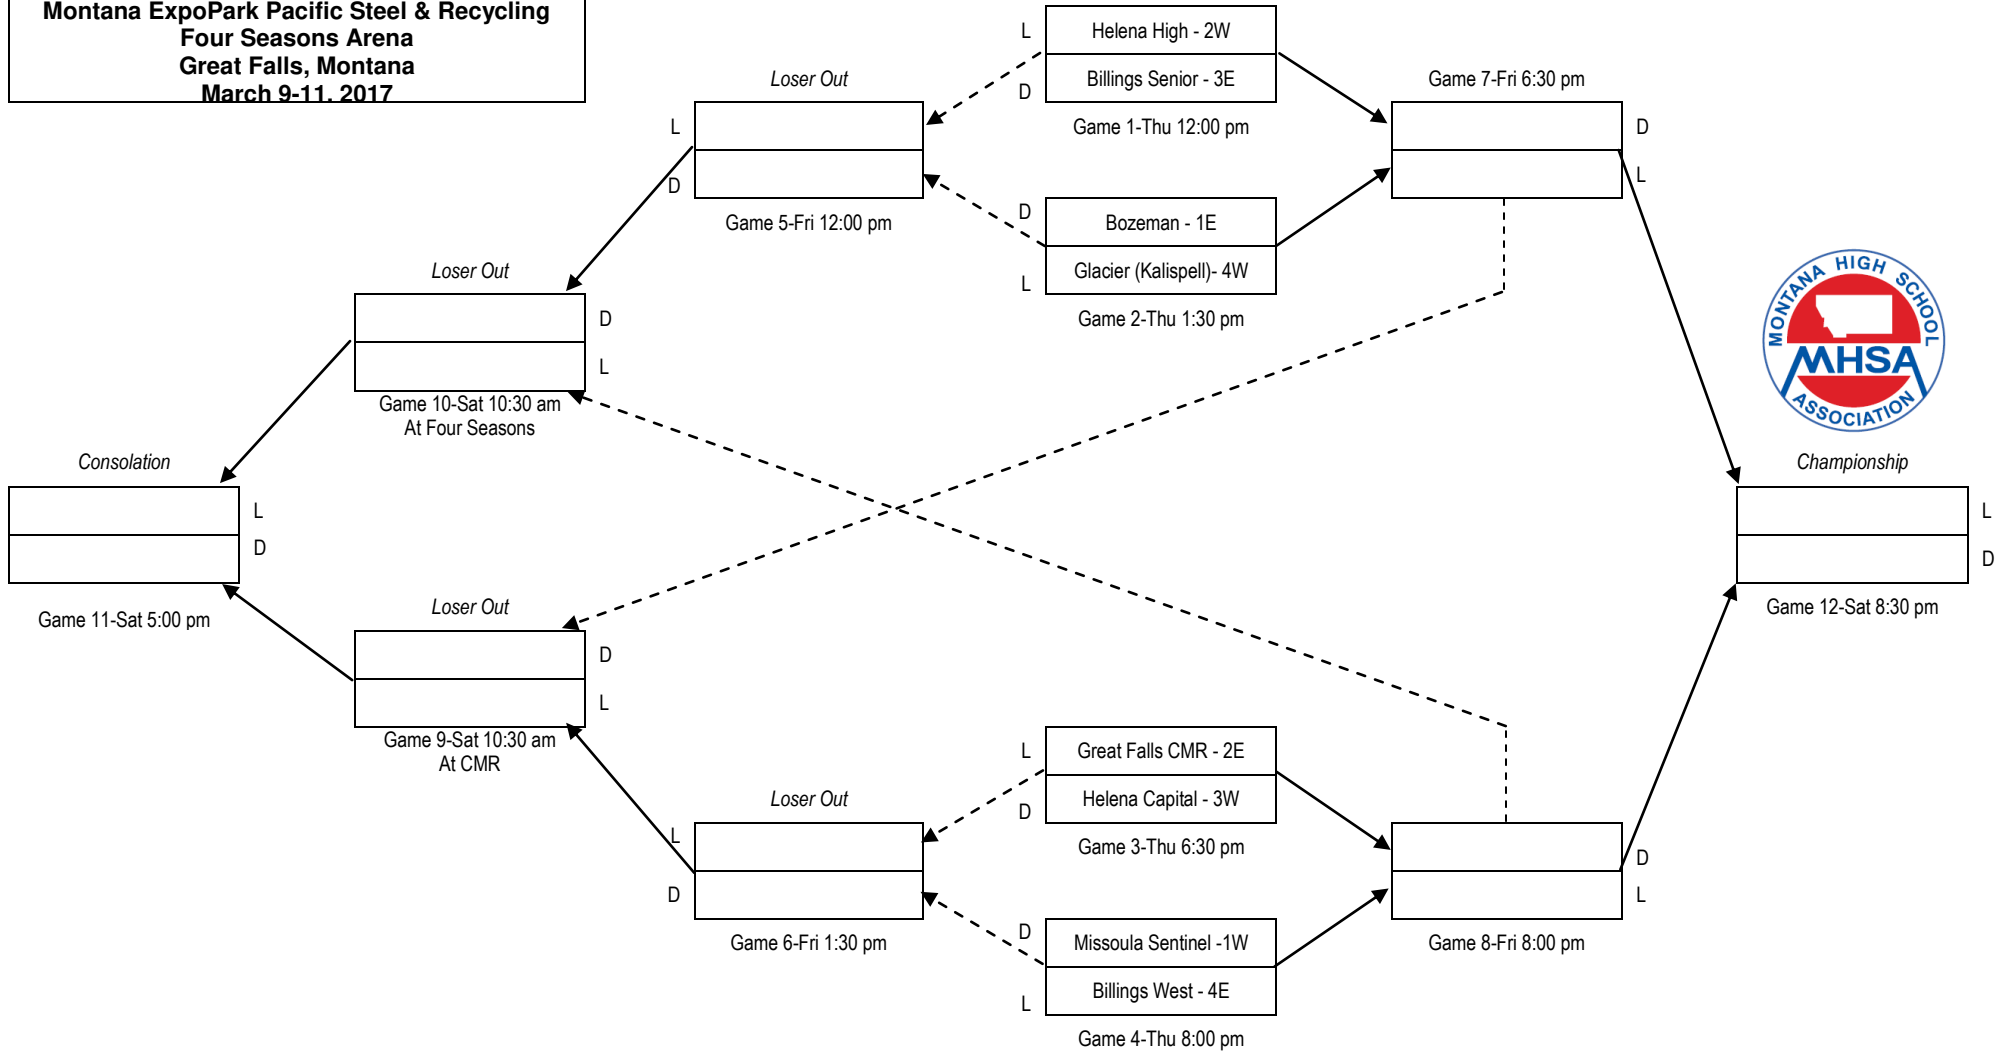 Montana ExpoPark Pacific Steel & Recycling
Four Seasons Arena
Great Falls, Montana
March 9-11, 2017
L
Helena High - 2W
D
Billings Senior - 3E
Game 1-Thu 12:00 pm
D
Bozeman - 1E
L
Glacier (Kalispell)- 4W
Game 2-Thu 1:30 pm
Loser Out
L
D
Game 5-Fri 12:00 pm
Game 7-Fri 6:30 pm
D
L
Loser Out
D
L
Game 10-Sat 10:30 am
At Four Seasons
MONTANA HIGH SCHOOL
MHSA
ASSOCIATION
Consolation
L
D
Game 11-Sat 5:00 pm
Championship
L
D
Game 12-Sat 8:30 pm
Loser Out
D
L
Game 9-Sat 10:30 am
At CMR
L
Great Falls CMR - 2E
D
Helena Capital - 3W
Game 3-Thu 6:30 pm
Loser Out
L
D
Game 6-Fri 1:30 pm
D
L
Game 8-Fri 8:00 pm
D
Missoula Sentinel -1W
L
Billings West - 4E
Game 4-Thu 8:00 pm